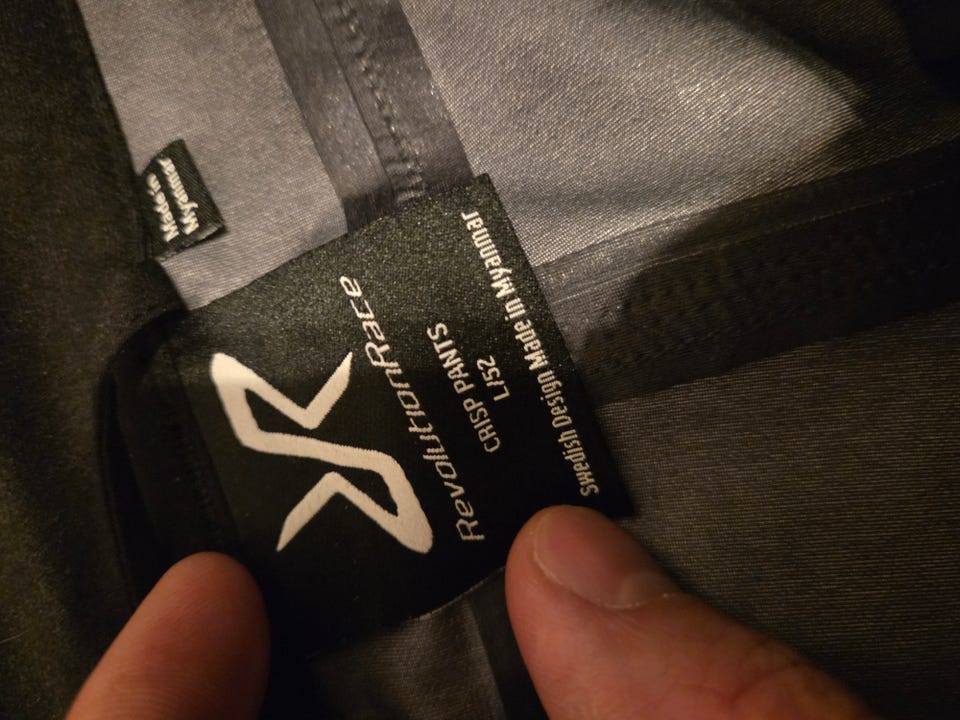 Made in
Myanmar
RevolutionRace
CRISP PANTS
L/52
Swedish Design Made in Myanmar